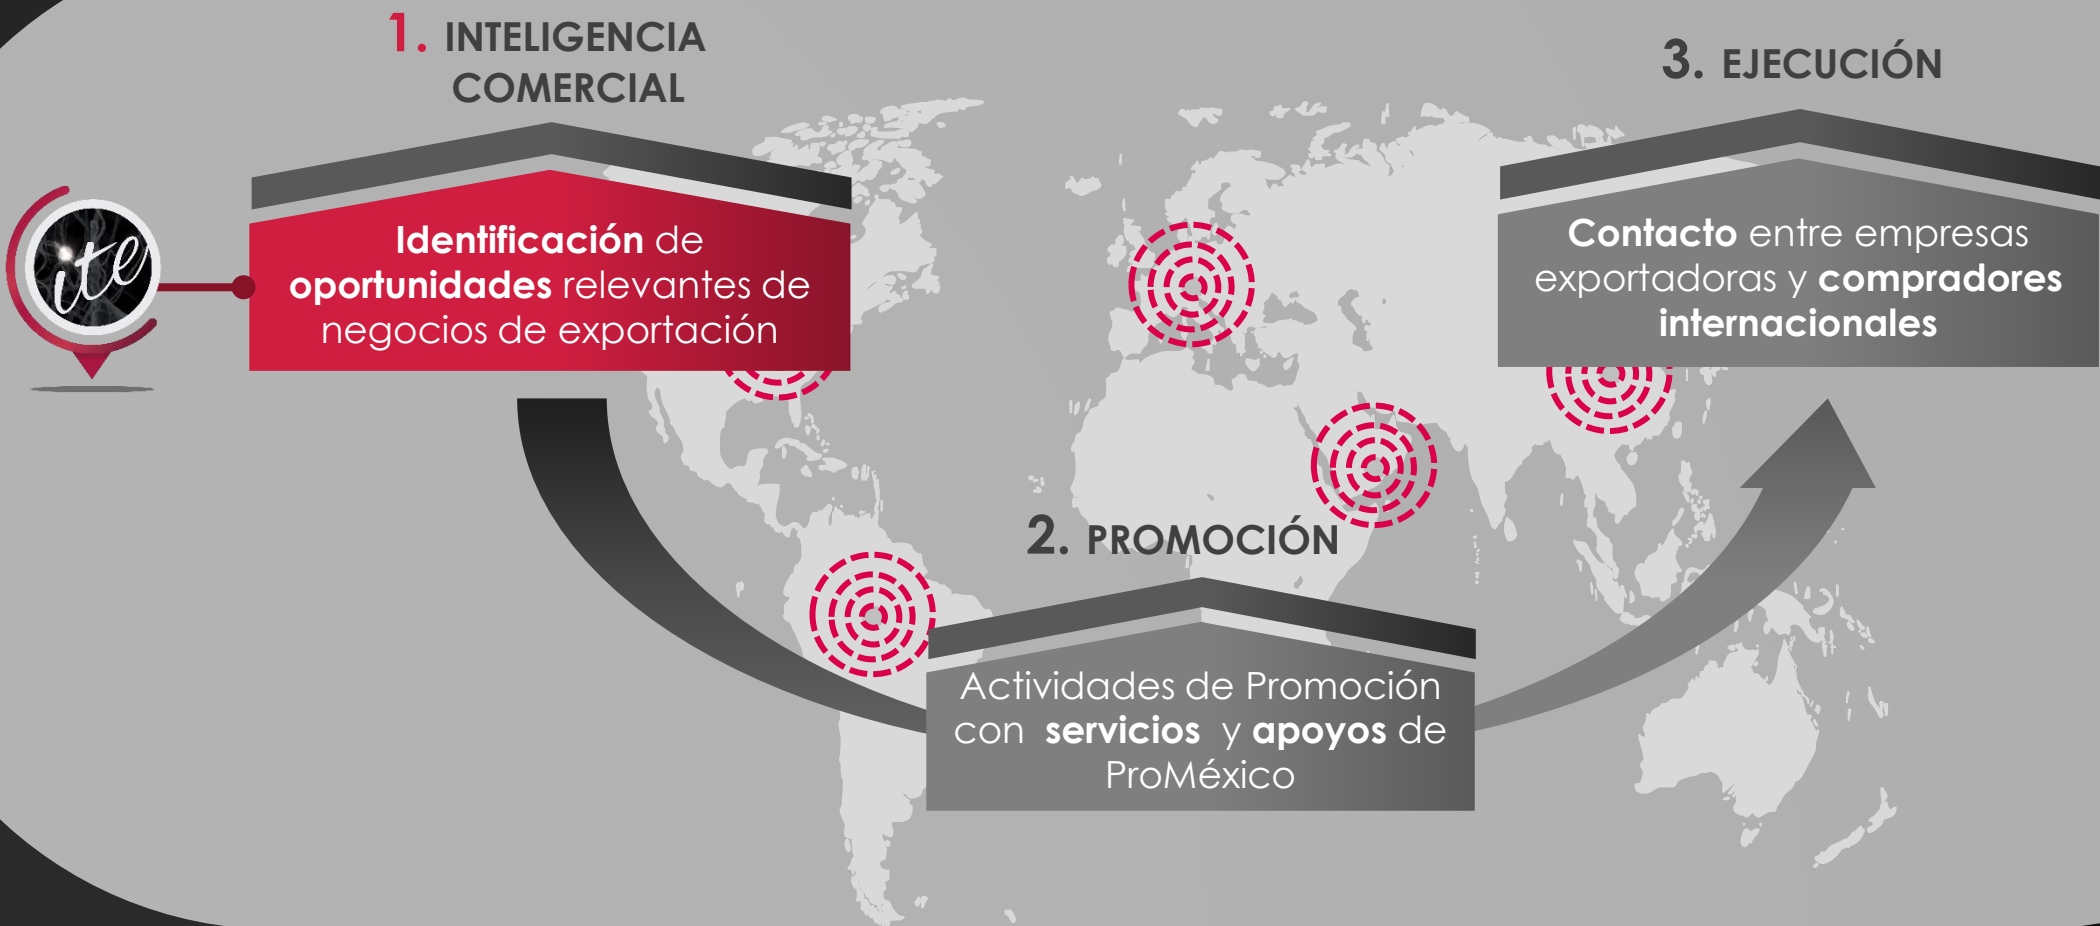 1. INTELIGENCIA
COMERCIAL
Identificación de
oportunidades relevantes de
negocios de exportación
ite
2. PROMOCIÓN
Actividades de Promoción
con servicios y apoyos de
ProMéxico
3. EJECUCIÓN
Contacto entre empresas
exportadoras y compradores
internacionales